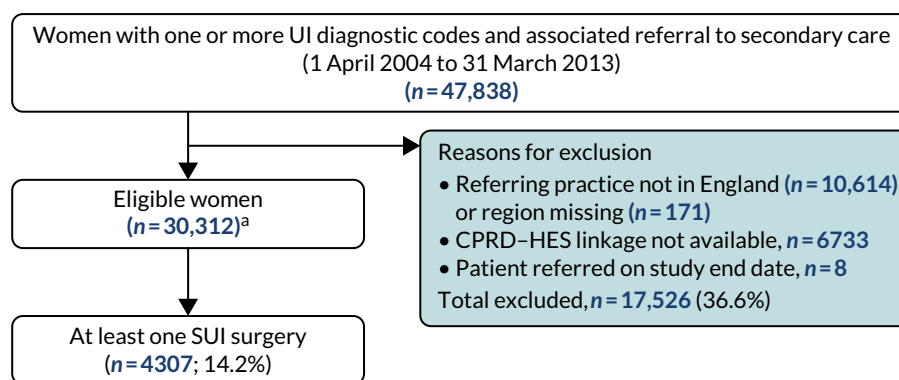 Women with one or more UI diagnostic codes and associated referral to secondary care
(1 April 2004 to 31 March 2013)
(n = 47,838)
Reasons for exclusion
• Referring practice not in England (n = 10,614)
or region missing (n = 171)
• CPRD–HES linkage not available, n = 6733
• Patient referred on study end date, n = 8
Total excluded, n = 17,526 (36.6%)
Eligible women
(n = 30,312)ᵃ
At least one SUI surgery
(n = 4307; 14.2%)